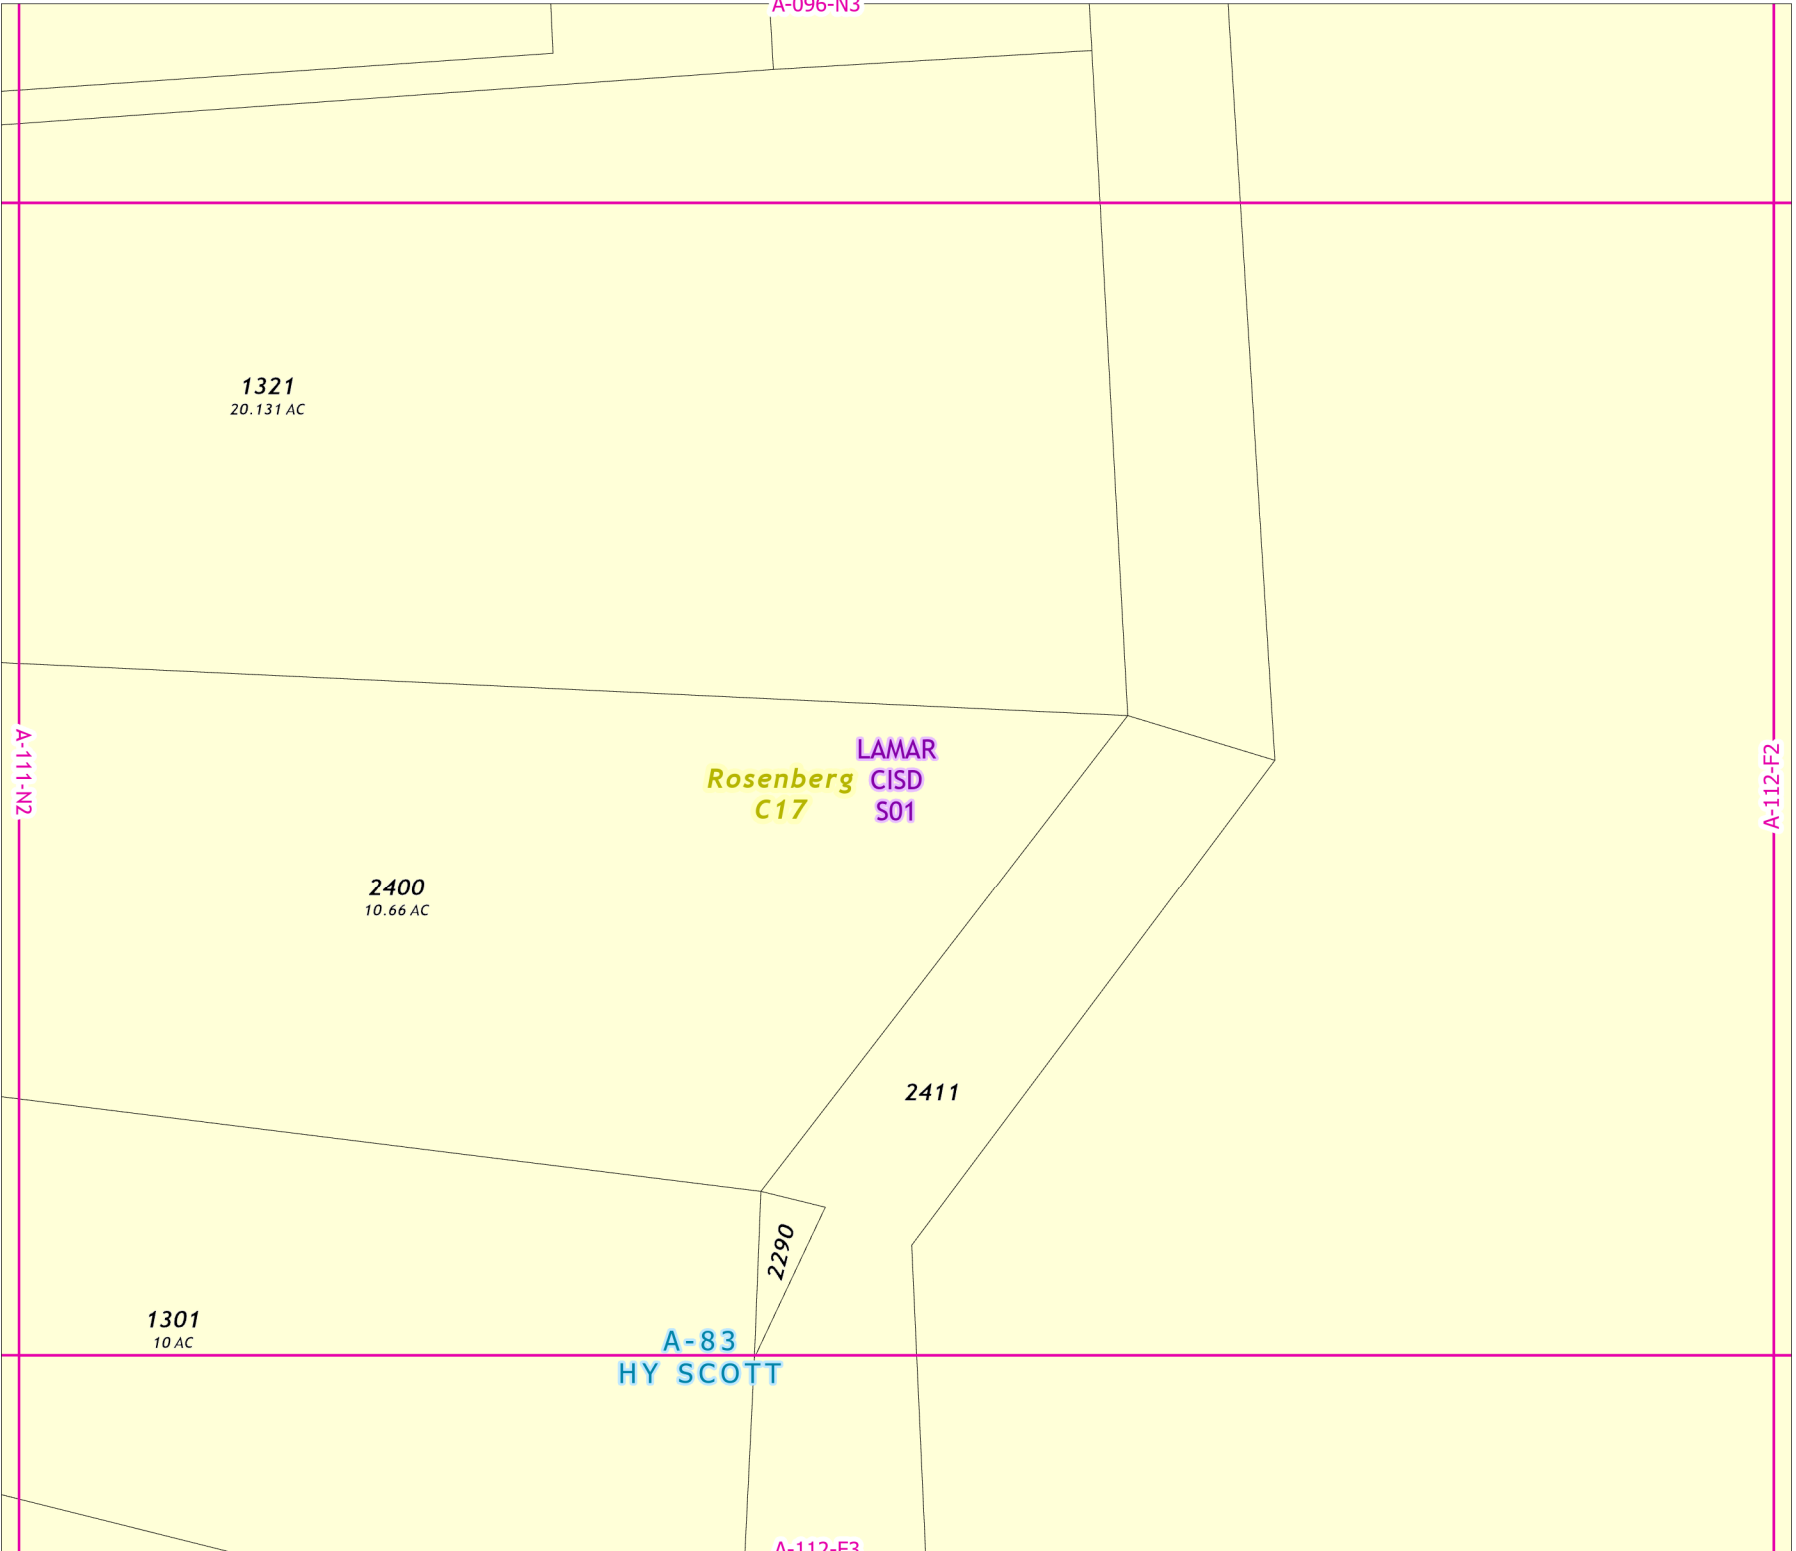 A-096-N3
1321
20.131 AC
A-111-N2
A-112-F2
Rosenberg
C17
LAMAR
CISD
S01
2400
10.66 AC
2411
2290
1301
10 AC
A-83
HY SCOTT
A-112-F3